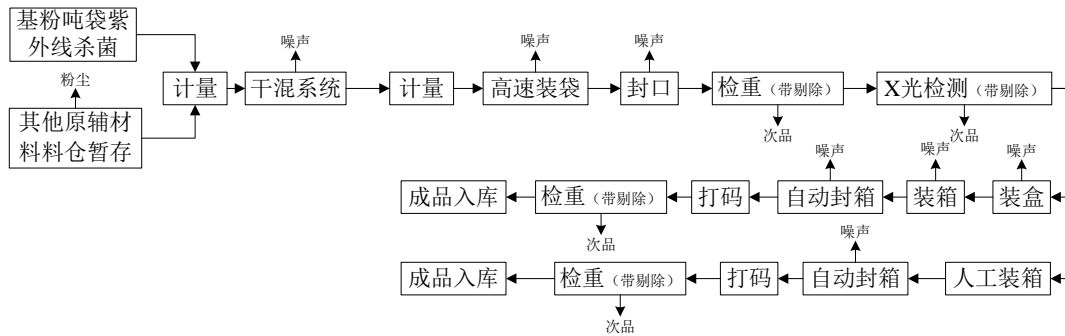 基粉吨袋紫
外线杀菌
粉尘
其他原辅材
料料仓暂存
计量
噪声
干混系统
计量
噪声
高速装袋
噪声
封口
检重（带剔除）
次品
X光检测（带剔除）
次品
噪声
装盒
噪声
装箱
噪声
自动封箱
打码
检重（带剔除）
次品
成品入库
人工装箱
噪声
自动封箱
打码
检重（带剔除）
次品
成品入库